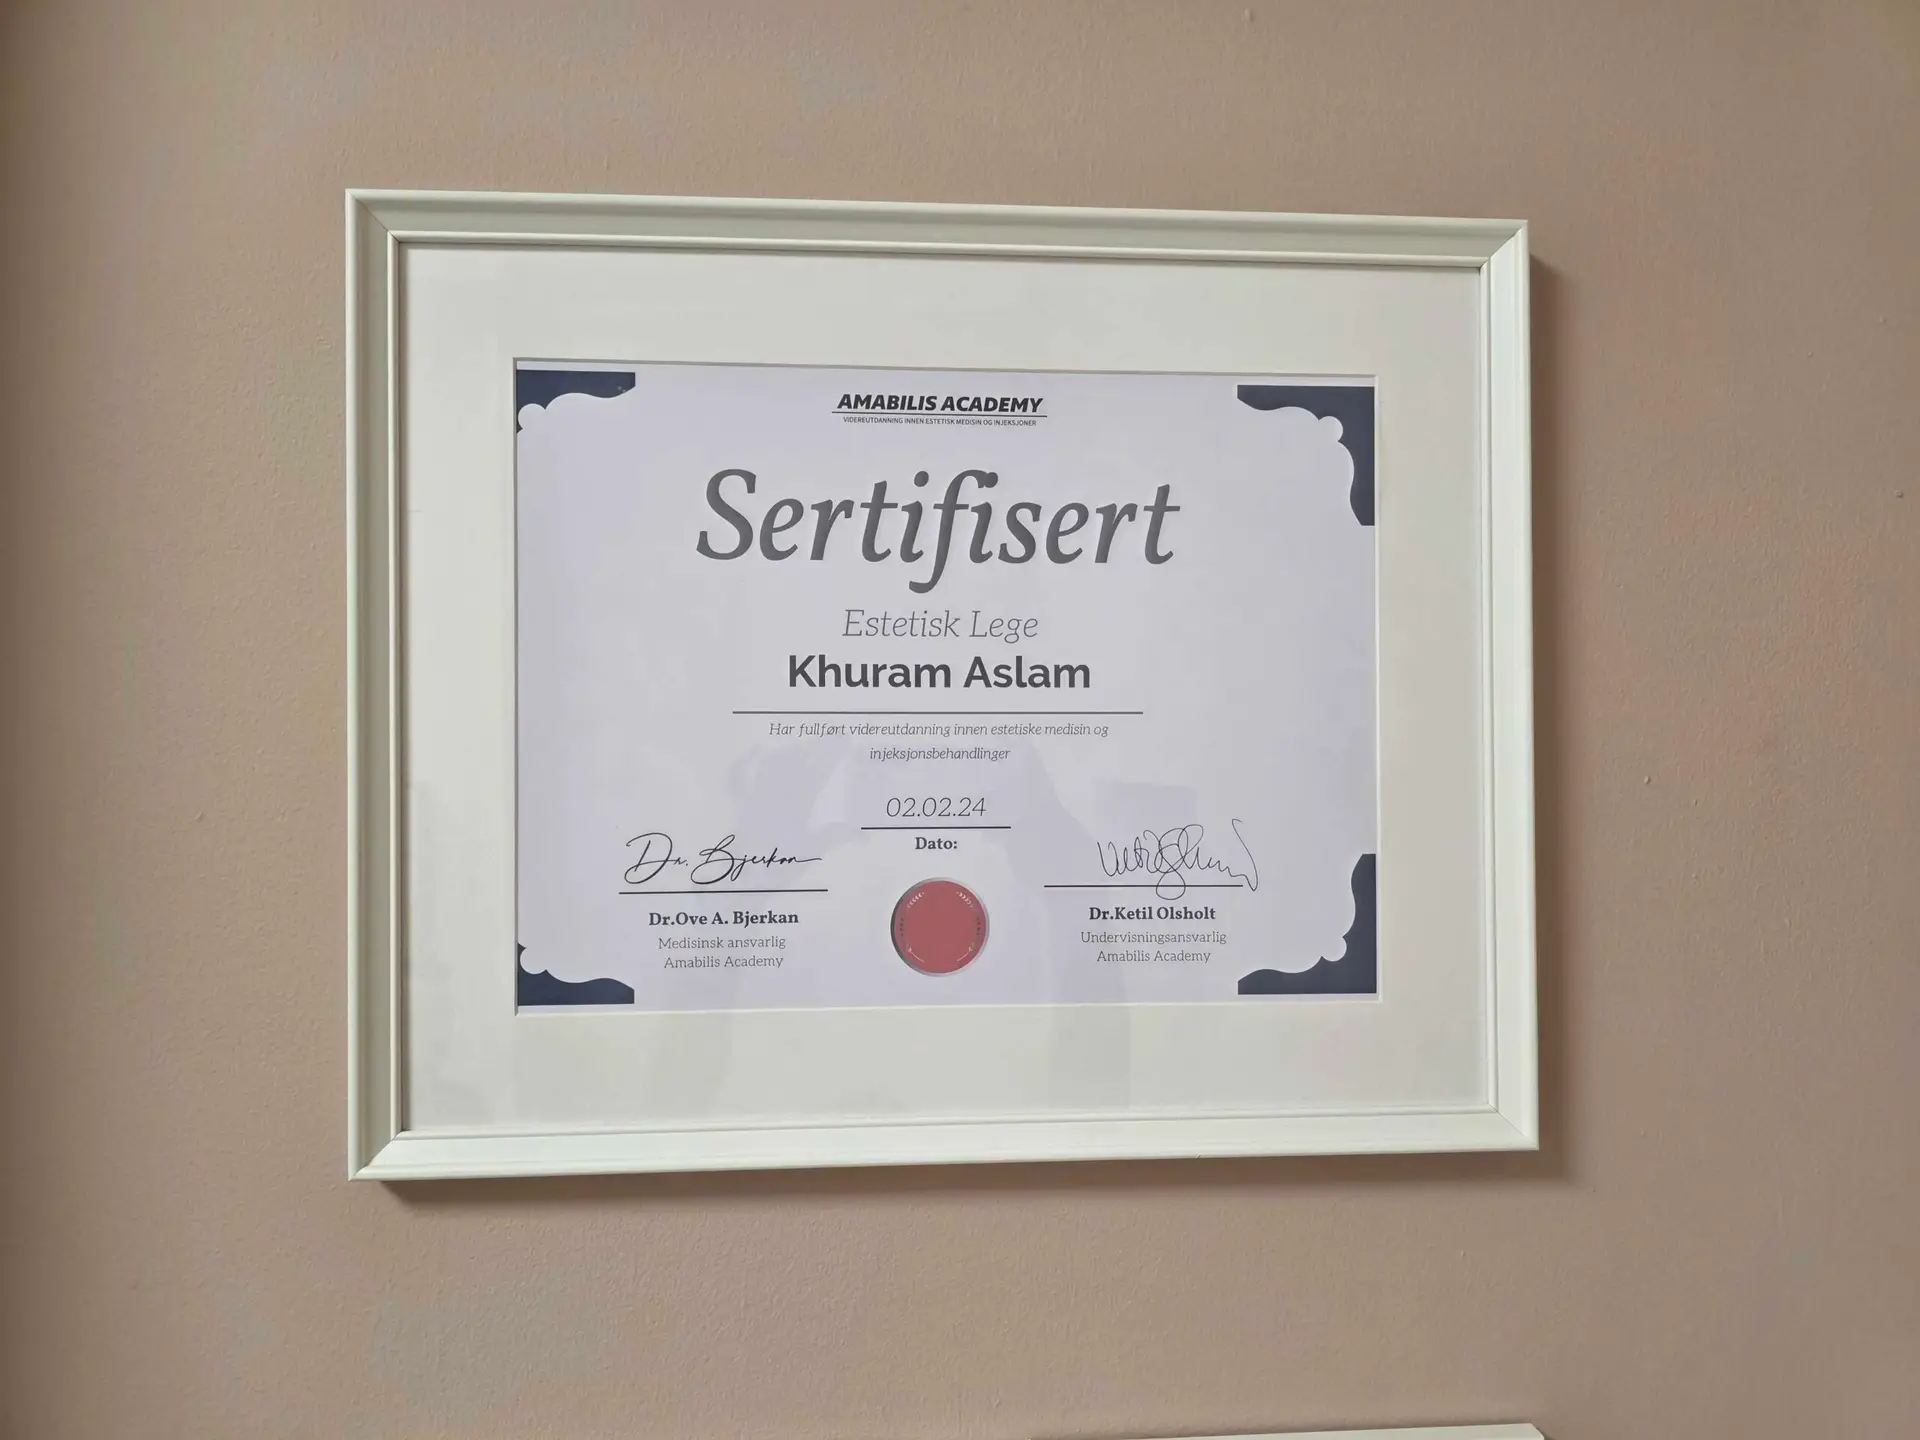 AMABILIS ACADEMY
VIDEREUTDANNING INNEN ESTETISK MEDISIN OG INJEKSJONER
Sertifisert
Estetisk Lege
Khuram Aslam
Har fullført videreutdanning innen estetiske medisin og
injeksjonsbehandlinger
02.02.24
Dato:
Dr. Bjerkan
Dr.Ove A. Bjerkan
Medisinsk ansvarlig
Amabilis Academy
Dr.Ketil Olsholt
Undervisningsansvarlig
Amabilis Academy